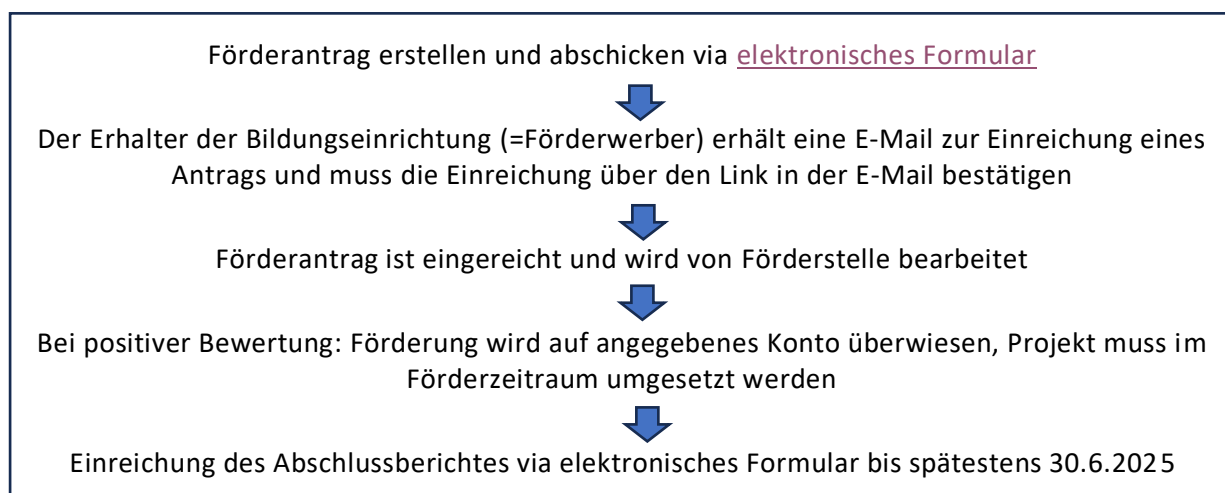 Förderantrag erstellen und abschicken via elektronisches Formular
Der Erhalter der Bildungseinrichtung (=Förderwerber) erhält eine E-Mail zur Einreichung eines
Antrags und muss die Einreichung über den Link in der E-Mail bestätigen
Förderantrag ist eingereicht und wird von Förderstelle bearbeitet
Bei positiver Bewertung: Förderung wird auf angegebenes Konto überwiesen, Projekt muss im
Förderzeitraum umgesetzt werden
Einreichung des Abschlussberichtes via elektronisches Formular bis spätestens 30.6.2025